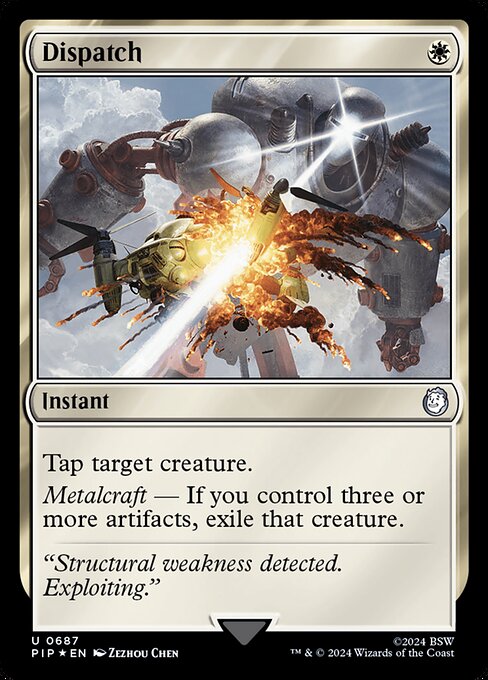 Dispatch
Instant
Tap target creature.
Metalcraft — If you control three or
more artifacts, exile that creature.
“Structural weakness detected.
Exploiting.”
U 0687
PIP★EN Zezhou Chen
©2024 BSW
™ & © 2024 Wizards of the Coast